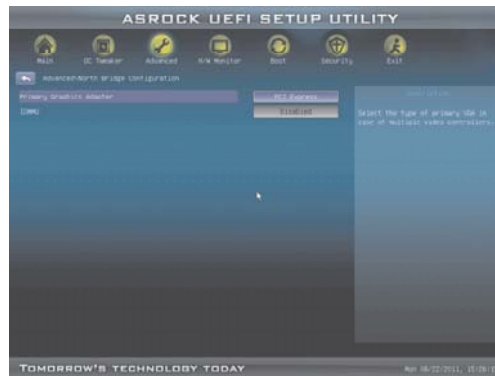 ASROCK UEFI SETUP UTILITY
Main OC Tweaker Advanced H/W Monitor Boot Security Exit
Advanced\North Bridge Configuration
Primary Graphics Adapter PCI Express
IOMMU Disabled
Select the type of primary VGA in
case of multiple video controllers.
TOMORROW'S TECHNOLOGY TODAY